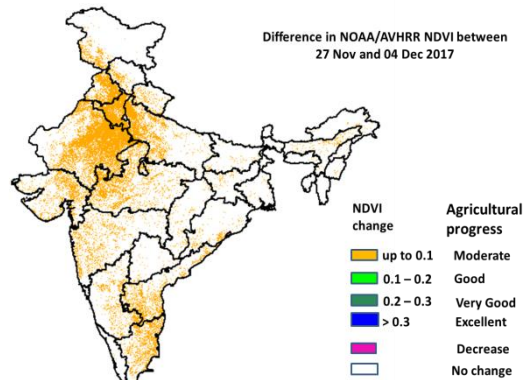 Difference in NOAA/AVHRR NDVI between
27 Nov and 04 Dec 2017
NDVI change
Agricultural progress
up to 0.1 Moderate
0.1 – 0.2 Good
0.2 – 0.3 Very Good
> 0.3 Excellent
Decrease
No change